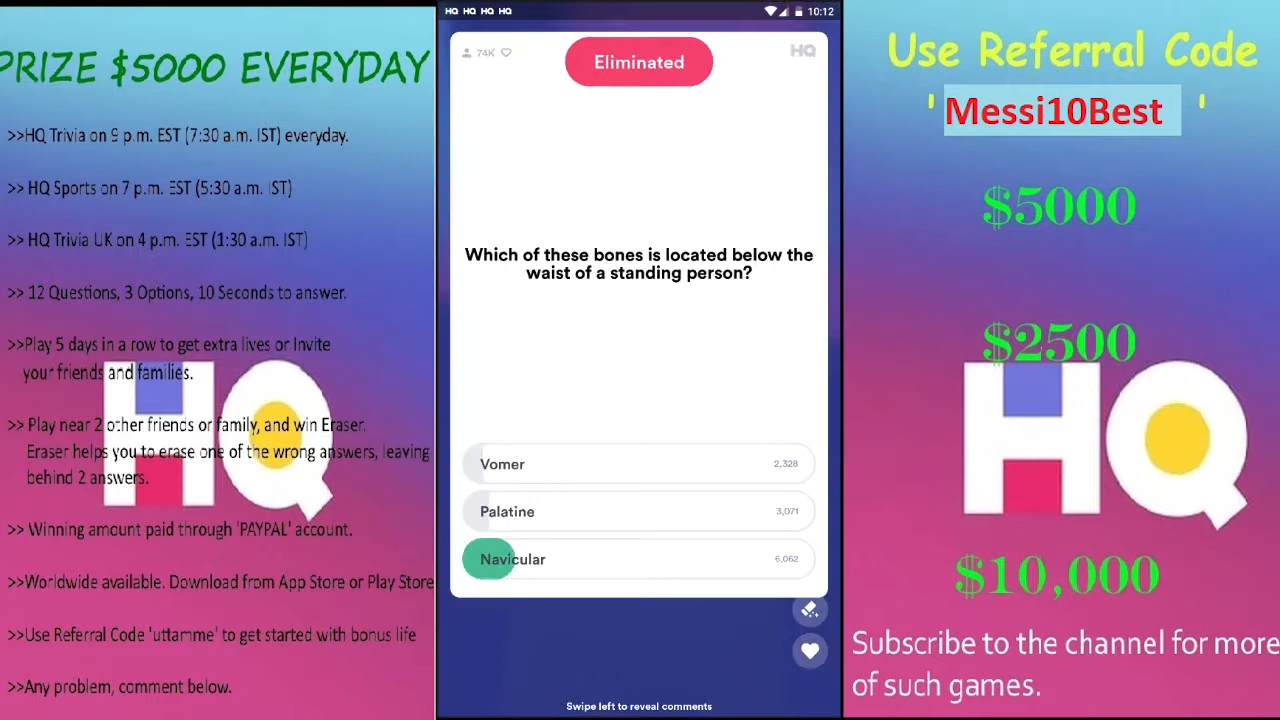 PRIZE $5000 EVERYDAY
>>HQ Trivia on 9 p.m. EST (7:30 a.m. IST) everyday.
>> HQ Sports on 7 p.m. EST (5:30 a.m. IST)
>> HQ Trivia UK on 4 p.m. EST (1:30 a.m. IST)
>> 12 Questions, 3 Options, 10 Seconds to answer.
>>Play 5 days in a row to get extra lives or Invite
your friends and families.
>> Play near 2 other friends or family, and win Eraser.
Eraser helps you to erase one of the wrong answers, leaving
behind 2 answers.
>> Winning amount paid through 'PAYPAL' account.
>>Worldwide available. Download from App Store or Play Store
>>Use Referral Code 'uttamme' to get started with bonus life
>>Any problem, comment below.
HQ
HQ HQ HQ HQ 10:12
74K Eliminated HQ
Which of these bones is located below the
waist of a standing person?
Vomer 2,328
Palatine 3,071
Navicular 6,062
Swipe left to reveal comments
Use Referral Code
' Messi10Best '
$5000
$2500
HQ
$10,000
Subscribe to the channel for more
of such games.